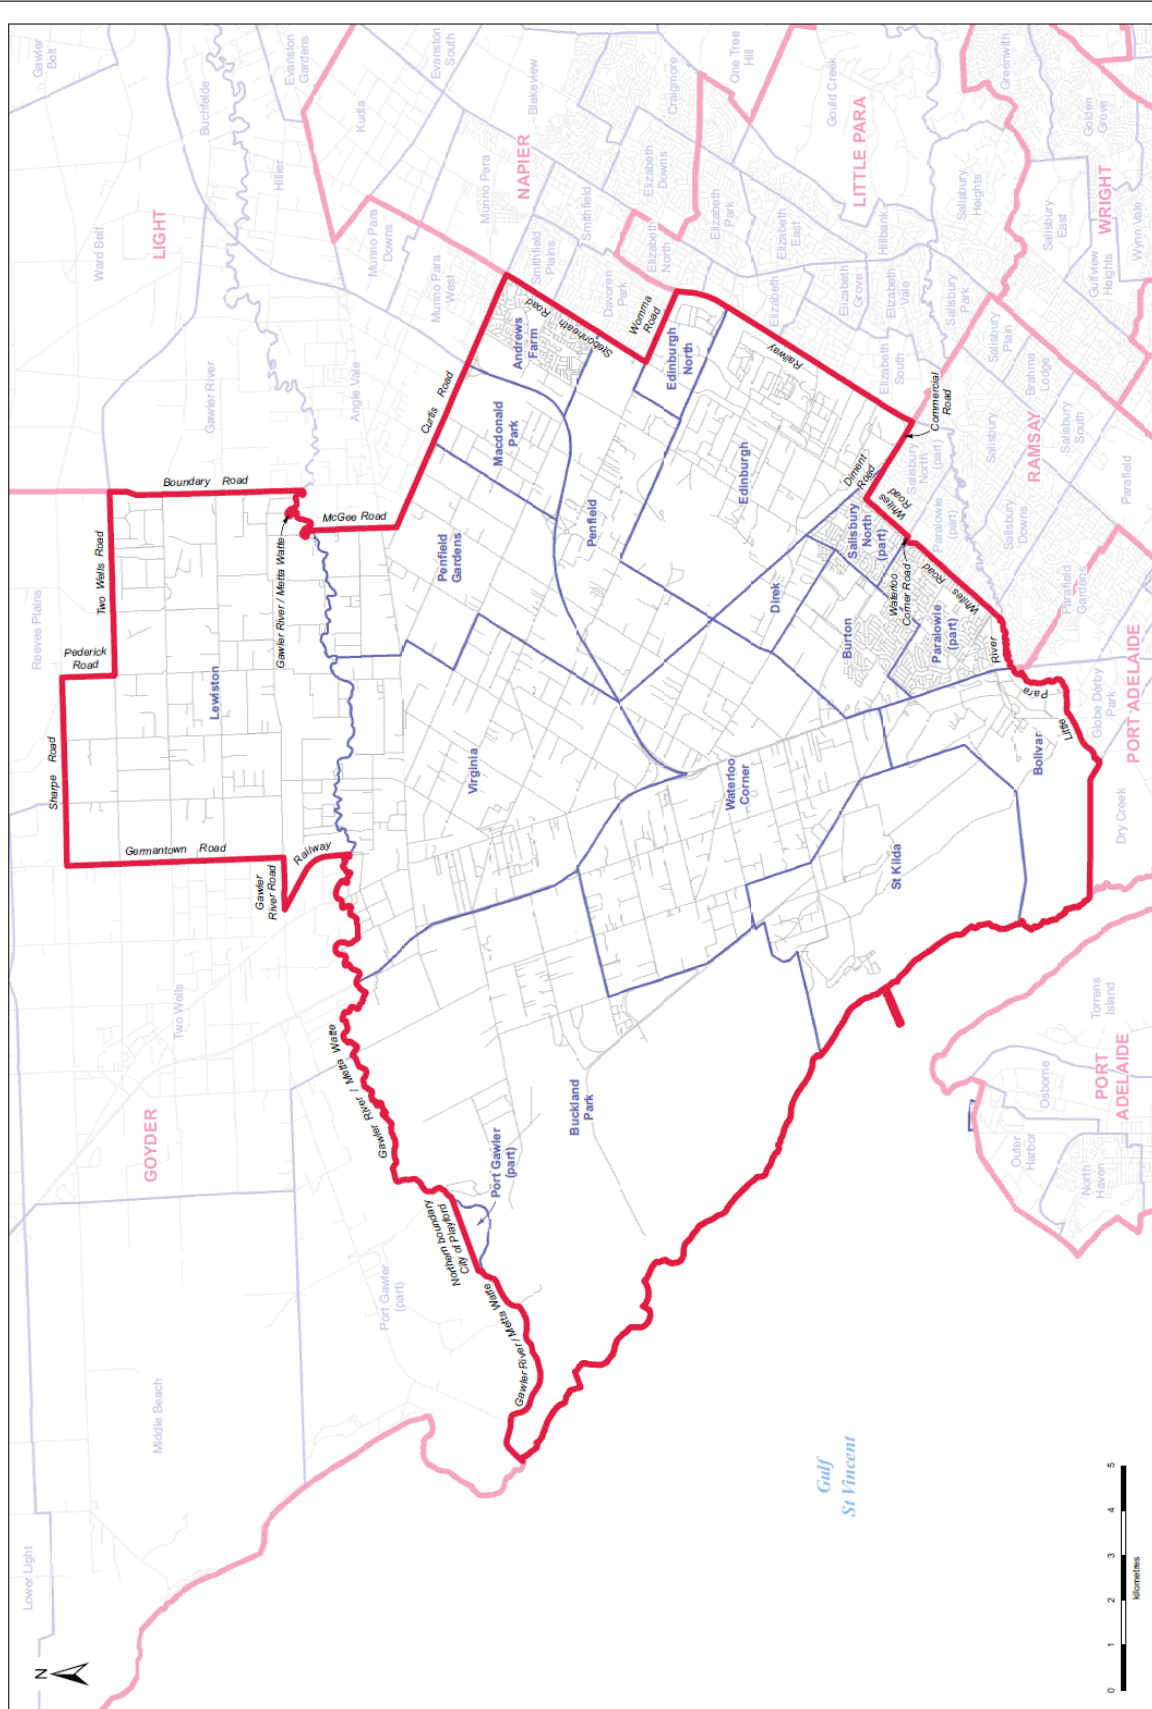 Gawler
Belt
Buchfelde
Evanston
Gardens
Evanston
South
Kudla
Hillier
Blakeview
One Tree
Hill
Craigmore
Gould Creek
Greenwith
Golden
Grove
LIGHT
Ward Belt
NAPIER
Munno Para
Munno Para
Downs
Munno Para
West
Smithfield
Smithfield
Plains
Elizabeth
Downs
Elizabeth
North
Elizabeth
Park
Elizabeth
East
LITTLE PARA
Hillbank
Salisbury
Heights
Salisbury
East
WRIGHT
Gulfview
Heights
Wynn Vale
Davoren
Park
Elizabeth
Elizabeth
Grove
Elizabeth
Vale
Salisbury
Park
Salisbury
Plain
Brahma
Lodge
Elizabeth
South
Gawler River
Angle Vale
Andrews
Farm
Stebonheath Road
Womma
Road
Edinburgh
North
Railway
Commercial
Road
Curtis Road
Macdonald
Park
Edinburgh
Diment
Road
Salisbury
North
(part)
Salisbury
RAMSAY
Salisbury
South
Parafield
Boundary Road
McGee Road
Two Wells Road
Gawler River / Metta Watte
Penfield
Gardens
Penfield
Direk
Salisbury
North
(part)
Whites
Road
Paralowie
(part)
Salisbury
Downs
Waterloo
Corner Road
Whites Road
Parafield
Gardens
Reeves Plains
Pederick
Road
Lewiston
Burton
Paralowie
(part)
River
Para
Little
Globe Derby
Park
PORT ADELAIDE
Sharpe Road
Virginia
Waterloo
Corner
Bolivar
Dry Creek
Germantown Road
Railway
Gawler
River Road
St Kilda
Two Wells
Gawler River / Metta Watte
GOYDER
Buckland
Park
Torrens
Island
PORT
ADELAIDE
Osborne
Outer
Harbor
North
Haven
Port Gawler
(part)
Northern boundary
City of Playford
Port Gawler
(part)
Gawler River / Metta Watte
Middle Beach
Gulf
St Vincent
Lower Light
N
0 1 2 3 4 5
kilometres